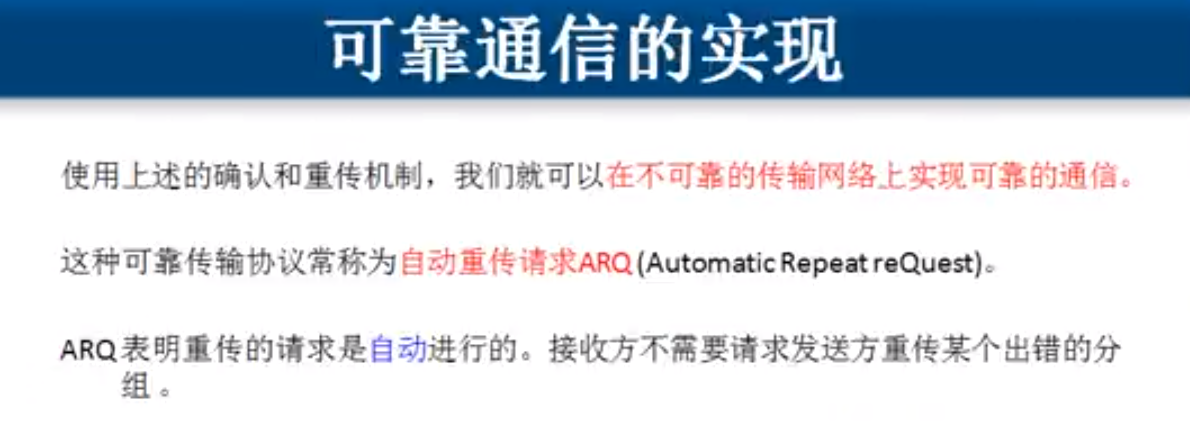 可靠通信的实现
使用上述的确认和重传机制，我们就可以在不可靠的传输网络上实现可靠的通信。
这种可靠传输协议常称为自动重传请求ARQ (Automatic Repeat reQuest)。
ARQ 表明重传的请求是自动进行的。接收方不需要请求发送方重传某个出错的分
组 。